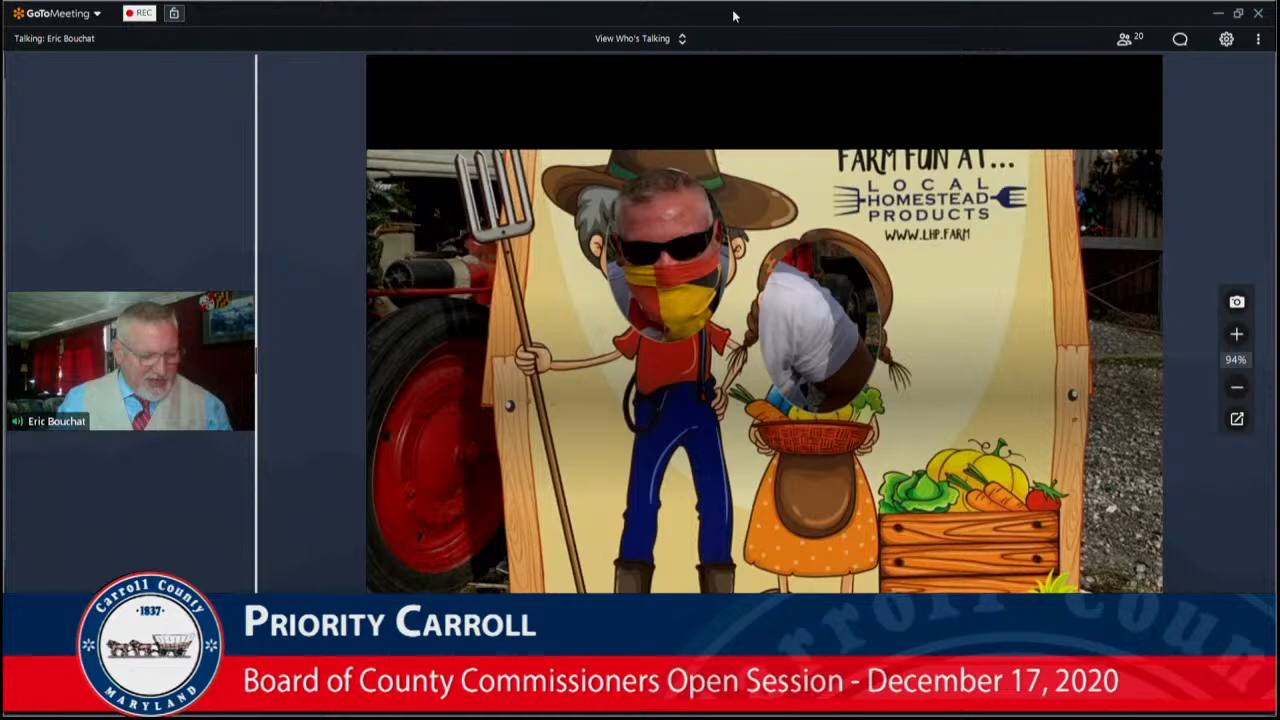 GoToMeeting
REC
Talking: Eric Bouchat
View Who's Talking
20
FARM FUN AT...
LOCAL
HOMESTEAD
PRODUCTS
WWW.LHP.FARM
94%
Eric Bouchat
Carroll County
·1837·
MARYLAND
PRIORITY CARROLL
Board of County Commissioners Open Session - December 17, 2020